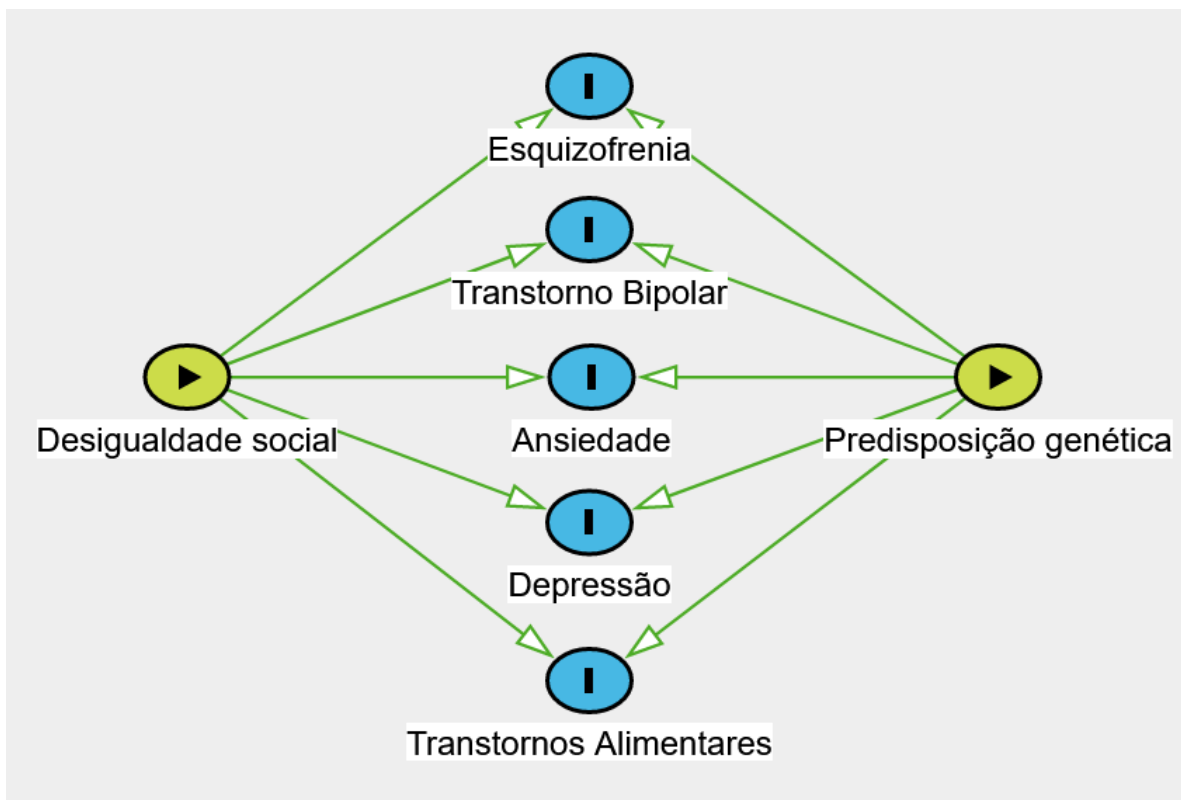 Esquizofrenia
Transtorno Bipolar
Desigualdade social
Ansiedade
Predisposição genética
Depressão
Transtornos Alimentares